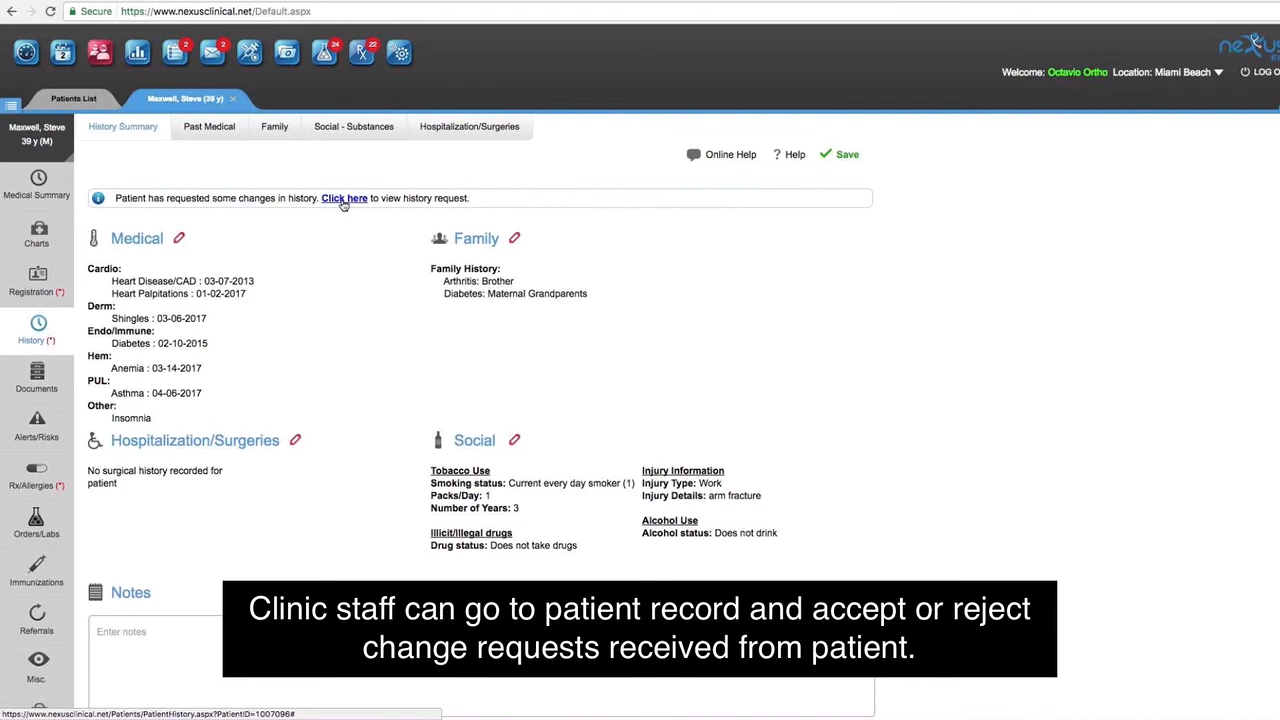 Secure https://www.nexusclinical.net/Default.aspx
2 2 24 22
Jun 2
Welcome: Octavio Ortho Location: Miami Beach
Patients List
Maxwell, Steve (39 y) ×
Maxwell, Steve
39 y (M)
History Summary Past Medical Family Social - Substances Hospitalization/Surgeries
Online Help ? Help Save
Medical Summary
Charts
Registration (*)
History (*)
Documents
Alerts/Risks
Rx/Allergies (*)
Orders/Labs
Immunizations
Referrals
Misc.
Patient has requested some changes in history. Click here to view history request.
Medical
Cardio:
Heart Disease/CAD : 03-07-2013
Heart Palpitations : 01-02-2017
Derm:
Shingles : 03-06-2017
Endo/Immune:
Diabetes : 02-10-2015
Hem:
Anemia : 03-14-2017
PUL:
Asthma : 04-06-2017
Other:
Insomnia
Family
Family History:
Arthritis: Brother
Diabetes: Maternal Grandparents
Hospitalization/Surgeries
No surgical history recorded for
patient
Social
Tobacco Use
Smoking status: Current every day smoker (1)
Packs/Day: 1
Number of Years: 3
Illicit/Illegal drugs
Drug status: Does not take drugs
Injury Information
Injury Type: Work
Injury Details: arm fracture
Alcohol Use
Alcohol status: Does not drink
Notes
Enter notes
Clinic staff can go to patient record and accept or reject
change requests received from patient.
https://www.nexusclinical.net/Patients/PatientHistory.aspx?PatientID=1007096#